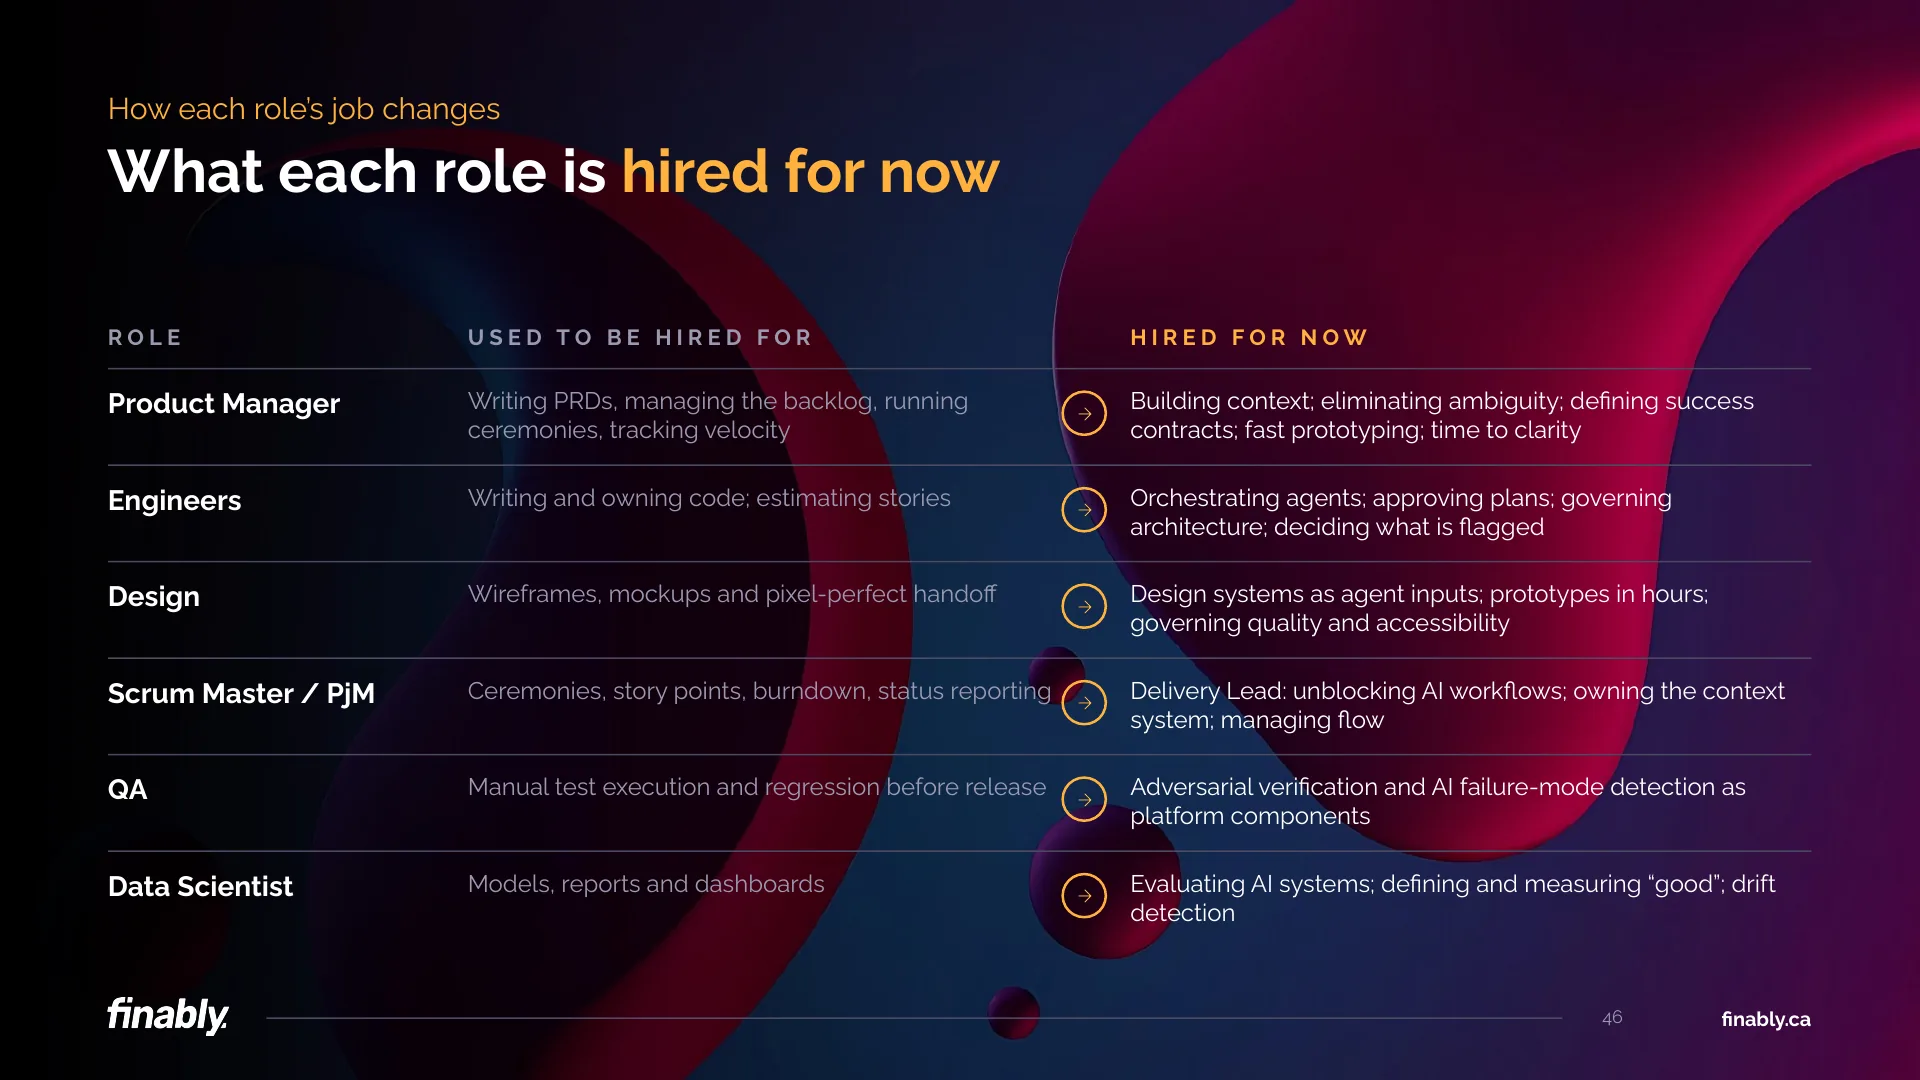 How each role’s job changes
What each role is hired for now
ROLE
USED TO BE HIRED FOR
HIRED FOR NOW
Product Manager
Writing PRDs, managing the backlog, running
ceremonies, tracking velocity
Building context; eliminating ambiguity; defining success
contracts; fast prototyping; time to clarity
Engineers
Writing and owning code; estimating stories
Orchestrating agents; approving plans; governing
architecture; deciding what is flagged
Design
Wireframes, mockups and pixel-perfect handoff
Design systems as agent inputs; prototypes in hours;
governing quality and accessibility
Scrum Master / PjM
Ceremonies, story points, burndown, status reporting
Delivery Lead: unblocking AI workflows; owning the context
system; managing flow
QA
Manual test execution and regression before release
Adversarial verification and AI failure-mode detection as
platform components
Data Scientist
Models, reports and dashboards
Evaluating AI systems; defining and measuring “good”; drift
detection
finably.
46
finably.ca